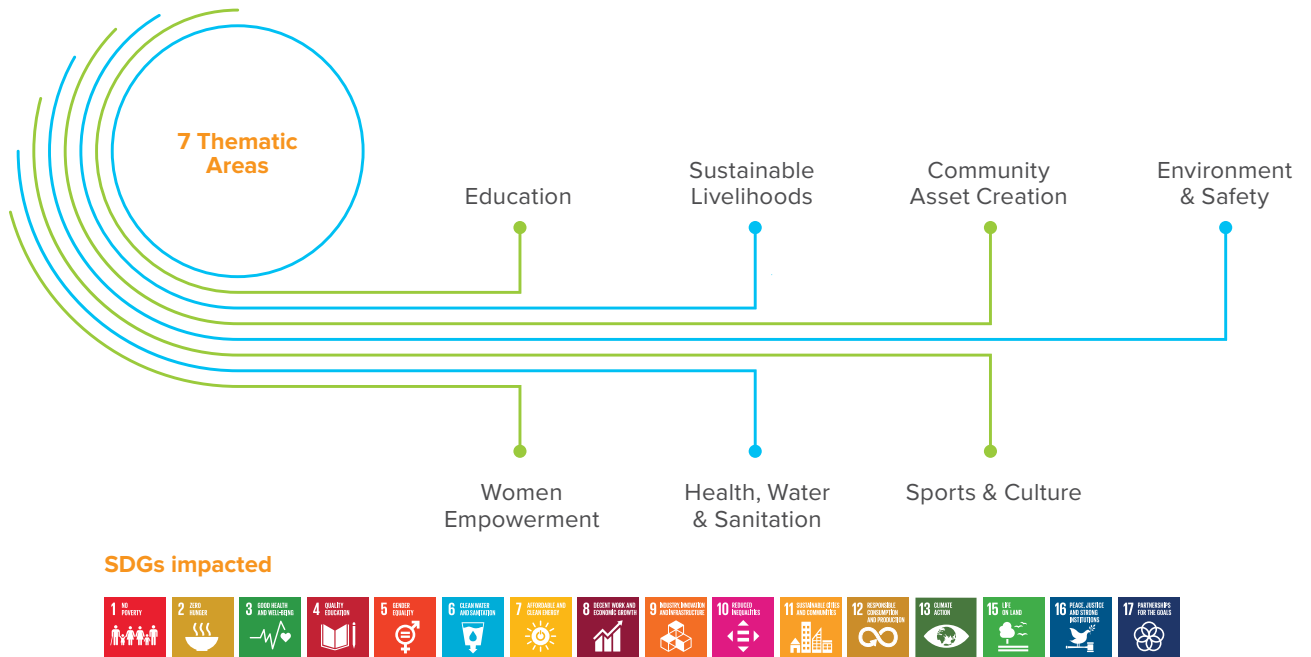 7 Thematic
Areas
Education
Sustainable
Livelihoods
Community
Asset Creation
Environment
& Safety
Women
Empowerment
Health, Water
& Sanitation
Sports & Culture
SDGs impacted
1 NO
POVERTY
2 ZERO
HUNGER
3 GOOD HEALTH
AND WELL-BEING
4 QUALITY
EDUCATION
5 GENDER
EQUALITY
6 CLEAN WATER
AND SANITATION
7 AFFORDABLE AND
CLEAN ENERGY
8 DECENT WORK AND
ECONOMIC GROWTH
9 INDUSTRY, INNOVATION
AND INFRASTRUCTURE
10 REDUCED
INEQUALITIES
11 SUSTAINABLE CITIES
AND COMMUNITIES
12 RESPONSIBLE
CONSUMPTION
AND PRODUCTION
13 CLIMATE
ACTION
15 LIFE
ON LAND
16 PEACE, JUSTICE
AND STRONG
INSTITUTIONS
17 PARTNERSHIPS
FOR THE GOALS